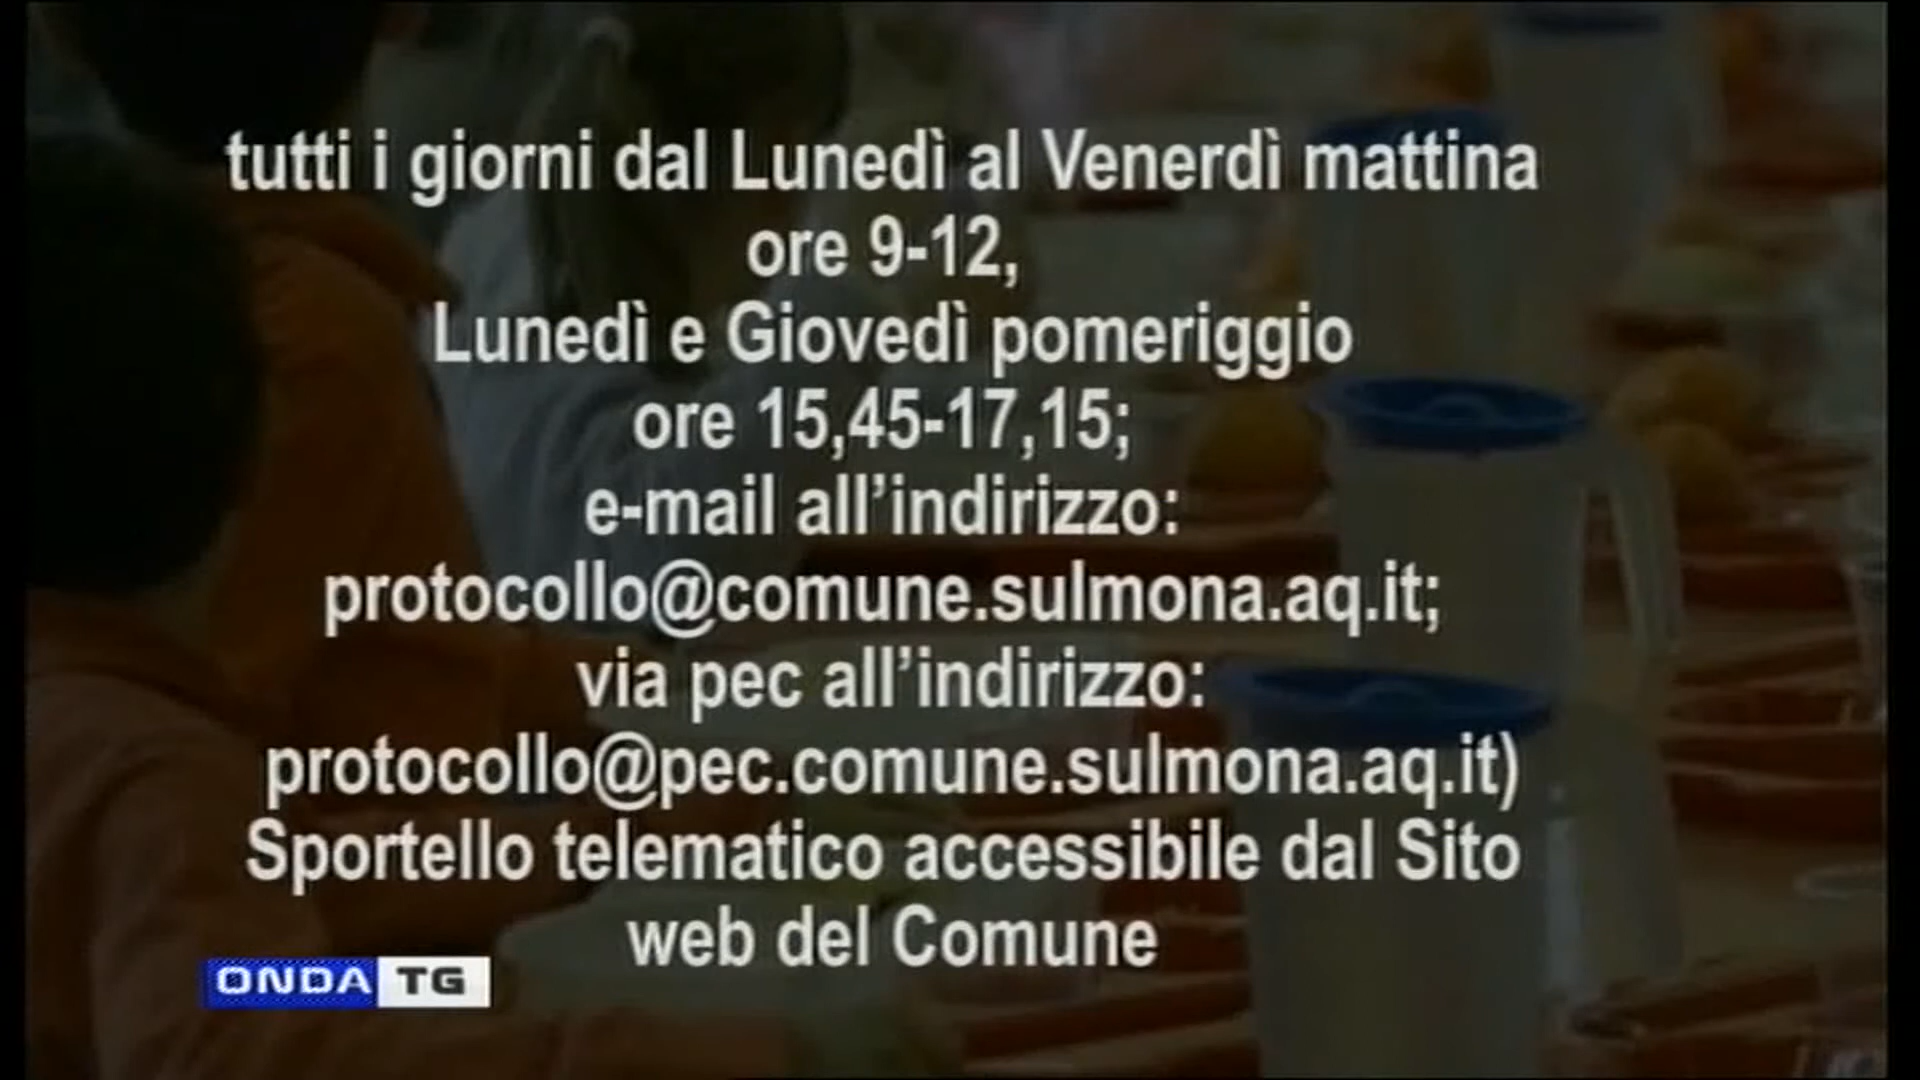 tutti i giorni dal Lunedì al Venerdì mattina
ore 9-12,
Lunedì e Giovedì pomeriggio
ore 15,45-17,15;
e-mail all’indirizzo:
protocollo@comune.sulmona.aq.it;
via pec all’indirizzo:
protocollo@pec.comune.sulmona.aq.it)
Sportello telematico accessibile dal Sito
web del Comune
ONDA TG